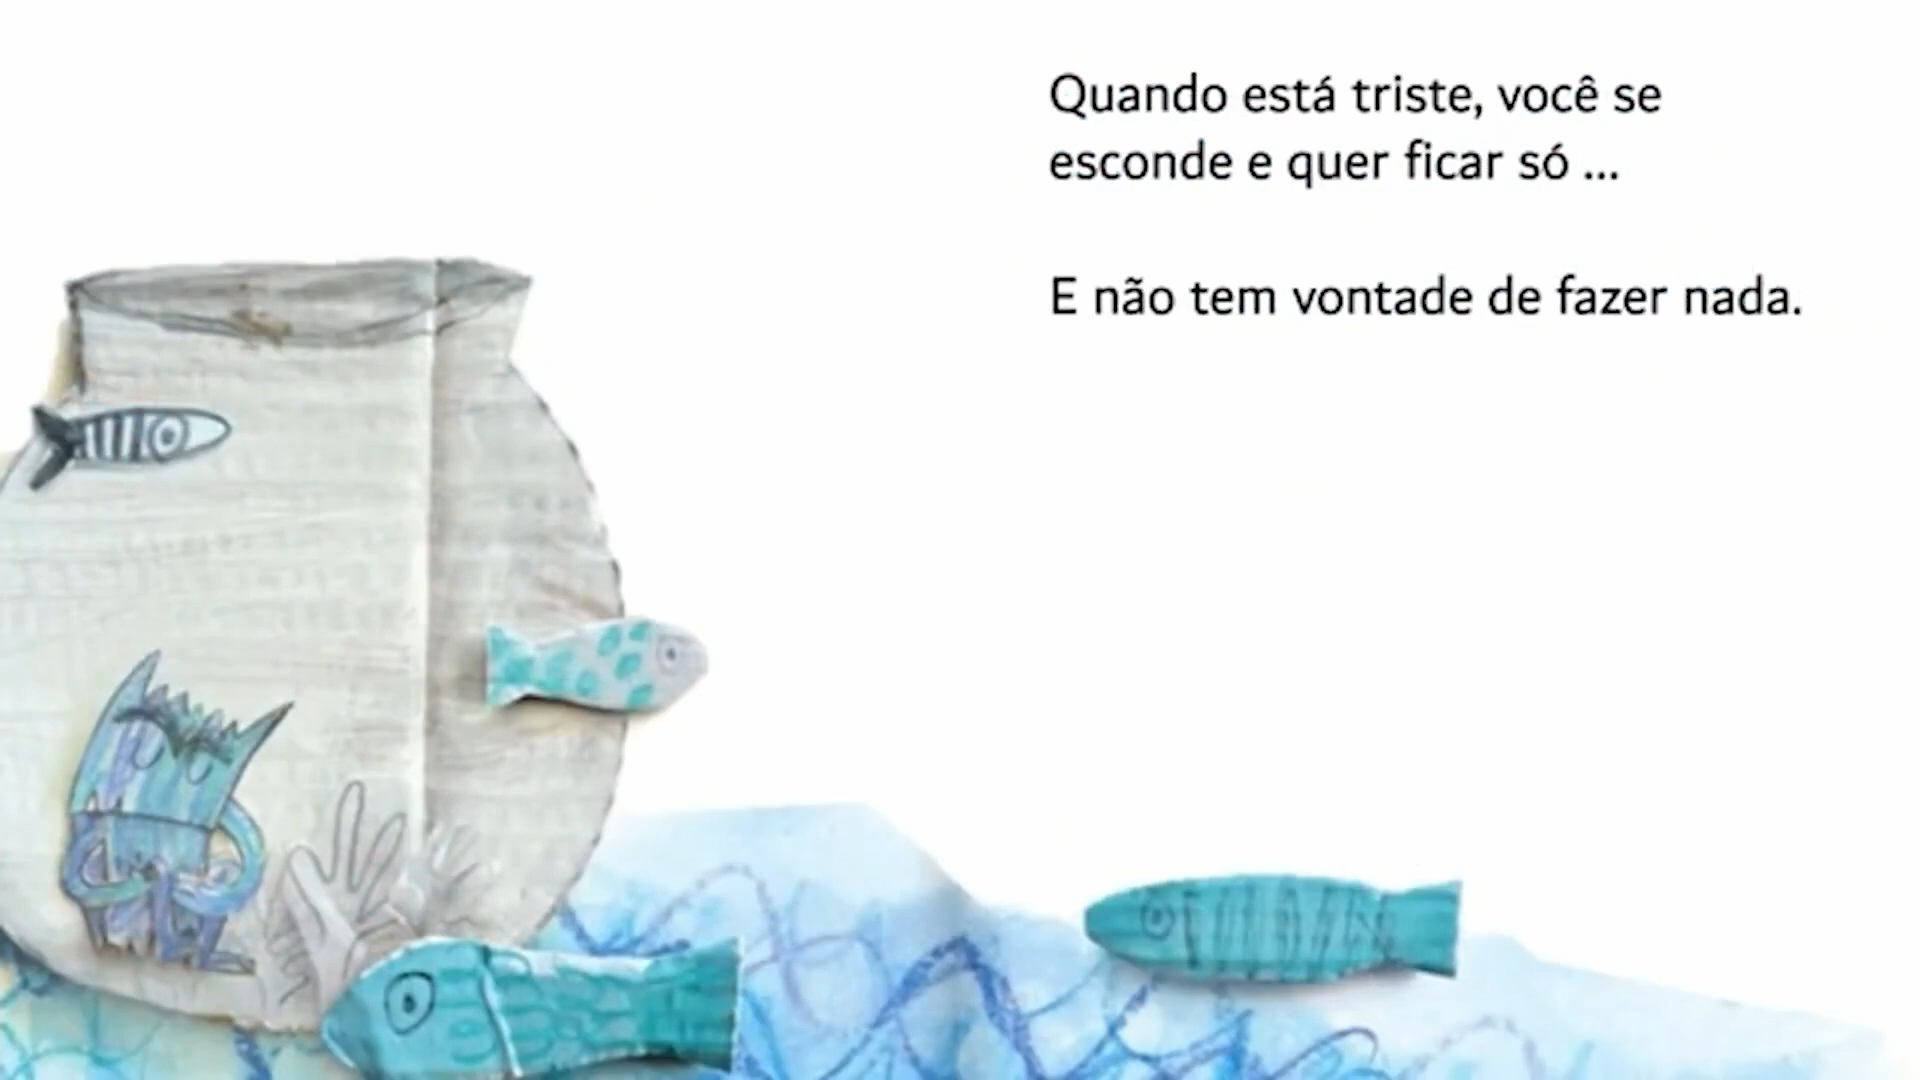 Quando está triste, você se
esconde e quer ficar só ...
E não tem vontade de fazer nada.